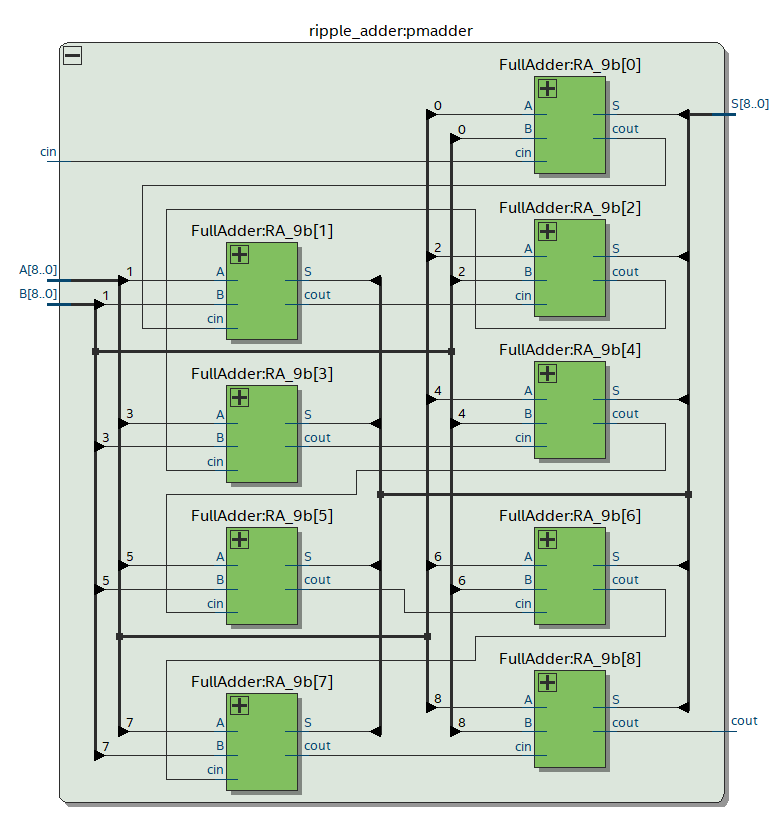 ripple_adder:pmadder
FullAdder:RA_9b[0]
0 A S S[8..0]
0 B cout
cin cin
FullAdder:RA_9b[2]
2 A S
2 B cout
cin
FullAdder:RA_9b[1]
A[8..0] 1 A S
B[8..0] 1 B cout
cin
FullAdder:RA_9b[4]
4 A S
4 B cout
cin
FullAdder:RA_9b[3]
3 A S
3 B cout
cin
FullAdder:RA_9b[5]
5 A S
5 B cout
cin
FullAdder:RA_9b[6]
6 A S
6 B cout
cin
FullAdder:RA_9b[8]
8 A S
8 B cout cout
cin
FullAdder:RA_9b[7]
7 A S
7 B cout
cin